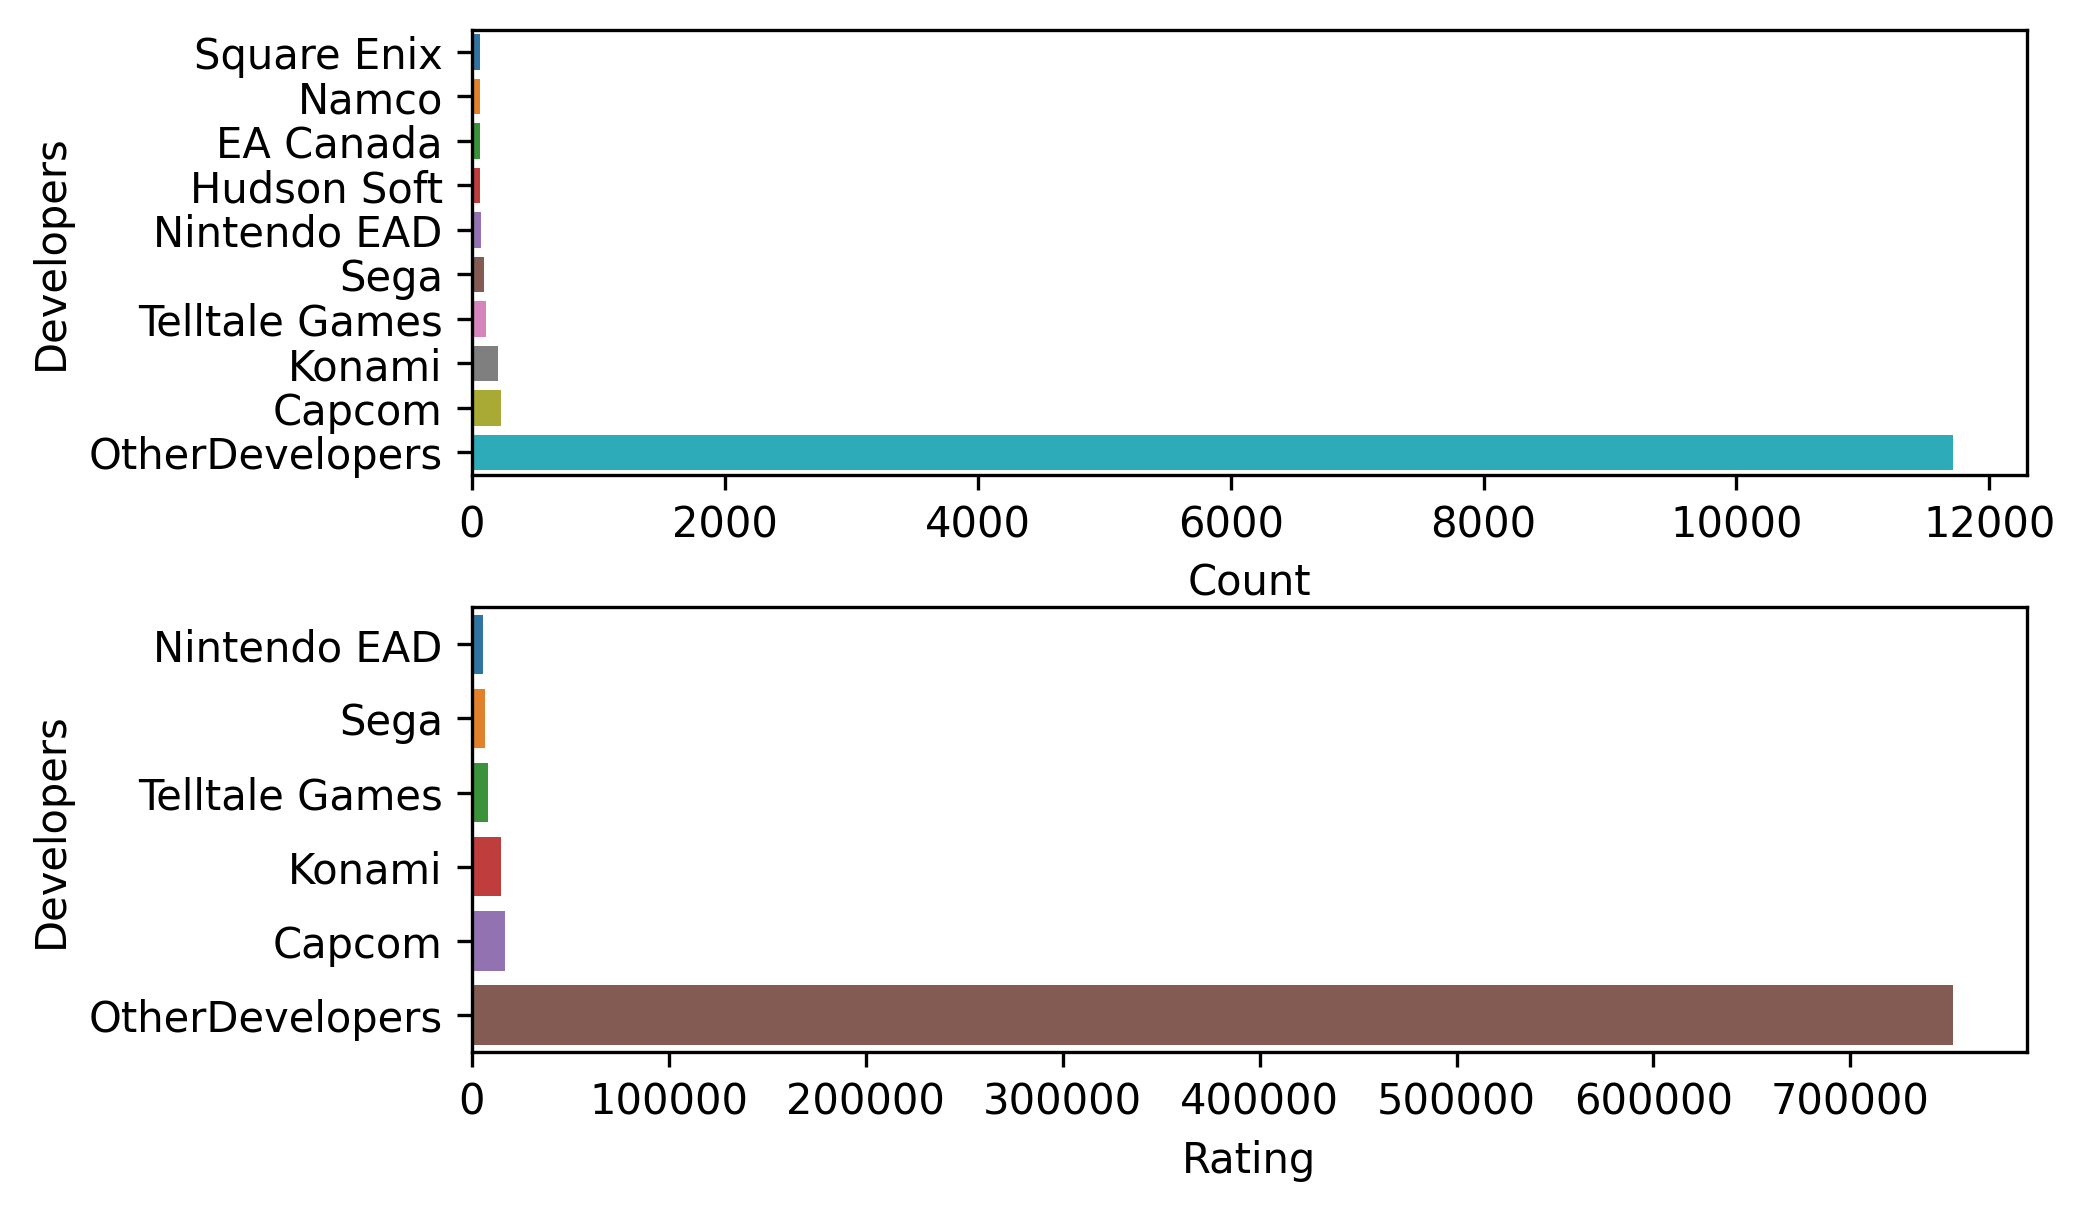 Developers
Square Enix
Namco
EA Canada
Hudson Soft
Nintendo EAD
Sega
Telltale Games
Konami
Capcom
OtherDevelopers
0 2000 4000 6000 8000 10000 12000
Count
Developers
Nintendo EAD
Sega
Telltale Games
Konami
Capcom
OtherDevelopers
0 100000 200000 300000 400000 500000 600000 700000
Rating